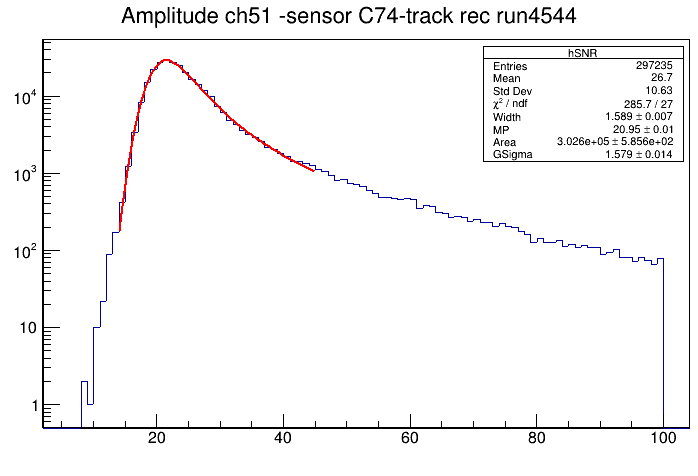 Amplitude ch51 -sensor C74-track rec run4544
hSNR
Entries 297235
Mean 26.7
Std Dev 10.63
χ² / ndf 285.7 / 27
Width 1.589 ± 0.007
MP 20.95 ± 0.01
Area 3.026e+05 ± 5.856e+02
GSigma 1.579 ± 0.014
10⁴
10³
10²
10
1
20 40 60 80 100